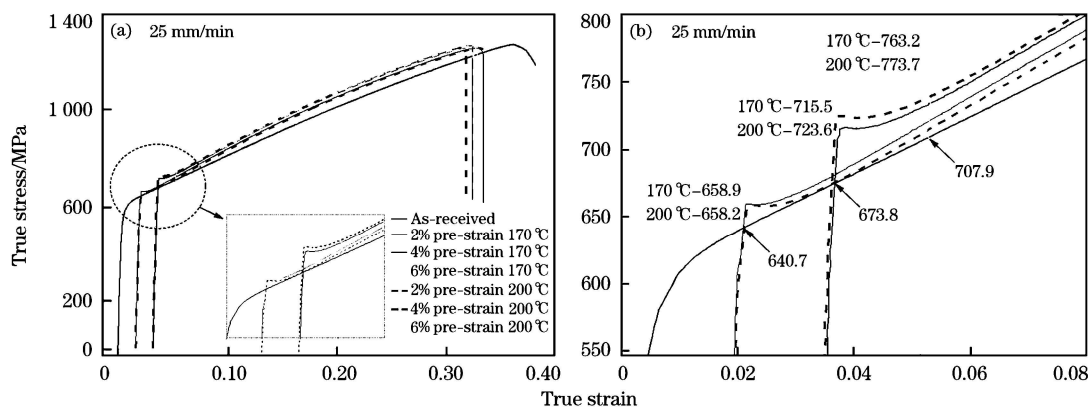 1 400
(a) 25 mm/min
1 000
600
200
0
True stress/MPa
As-received
2% pre-strain 170 ℃
4% pre-strain 170 ℃
6% pre-strain 170 ℃
2% pre-strain 200 ℃
4% pre-strain 200 ℃
6% pre-strain 200 ℃
0.10 0.20 0.30 0.40
800
(b) 25 mm/min
750
700
650
600
550
170 ℃-763.2
200 ℃-773.7
170 ℃-715.5
200 ℃-723.6
170 ℃-658.9
200 ℃-658.2
707.9
673.8
640.7
0 0.02 0.04 0.06 0.08
True strain